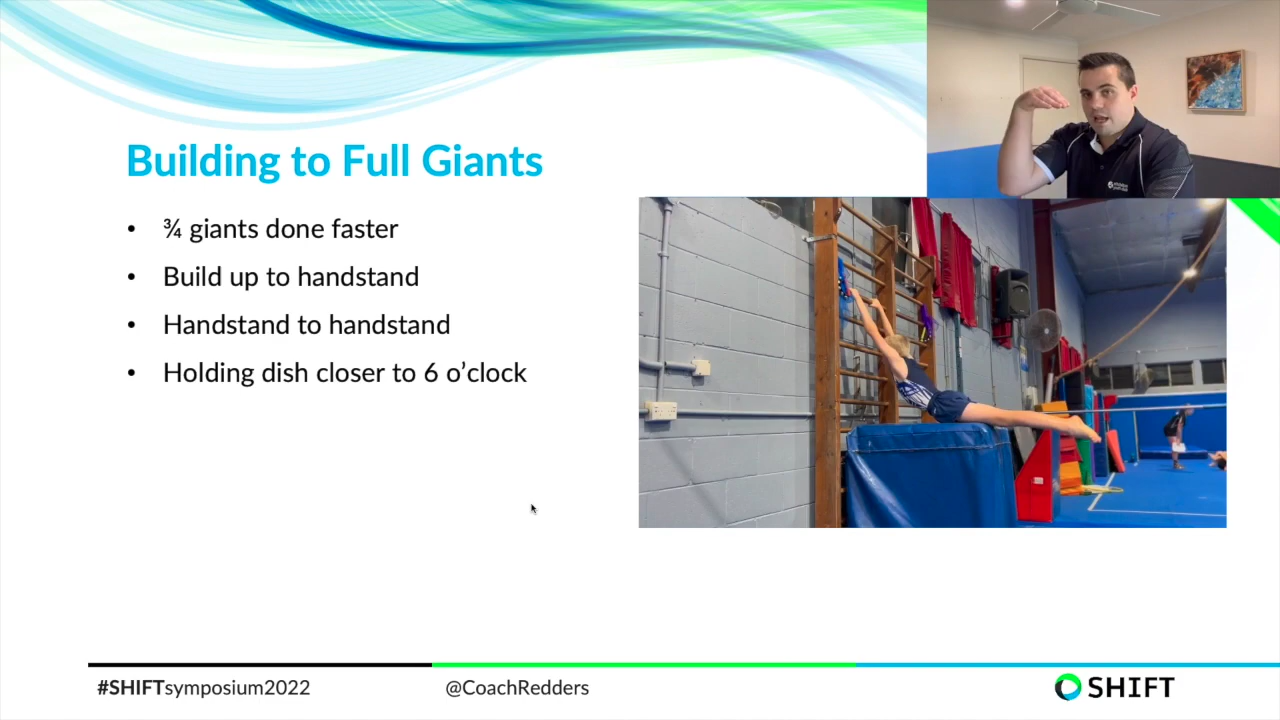 Building to Full Giants
• ¾ giants done faster
• Build up to handstand
• Handstand to handstand
• Holding dish closer to 6 o’clock
#SHIFTsymposium2022
@CoachRedders
SHIFT